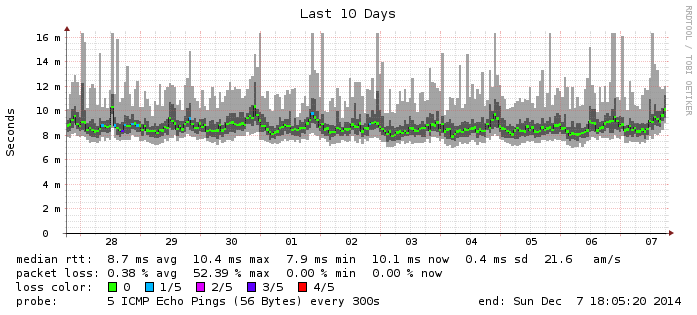 Last 10 Days
RRDTOOL / TOBI OETIKER
Seconds
16 m
14 m
12 m
10 m
8 m
6 m
4 m
2 m
0
28 29 30 01 02 03 04 05 06 07
median rtt: 8.7 ms avg 10.4 ms max 7.9 ms min 10.1 ms now 0.4 ms sd 21.6 am/s
packet loss: 0.38 % avg 52.39 % max 0.00 % min 0.00 % now
loss color: 0 1/5 2/5 3/5 4/5
probe: 5 ICMP Echo Pings (56 Bytes) every 300s end: Sun Dec 7 18:05:20 2014